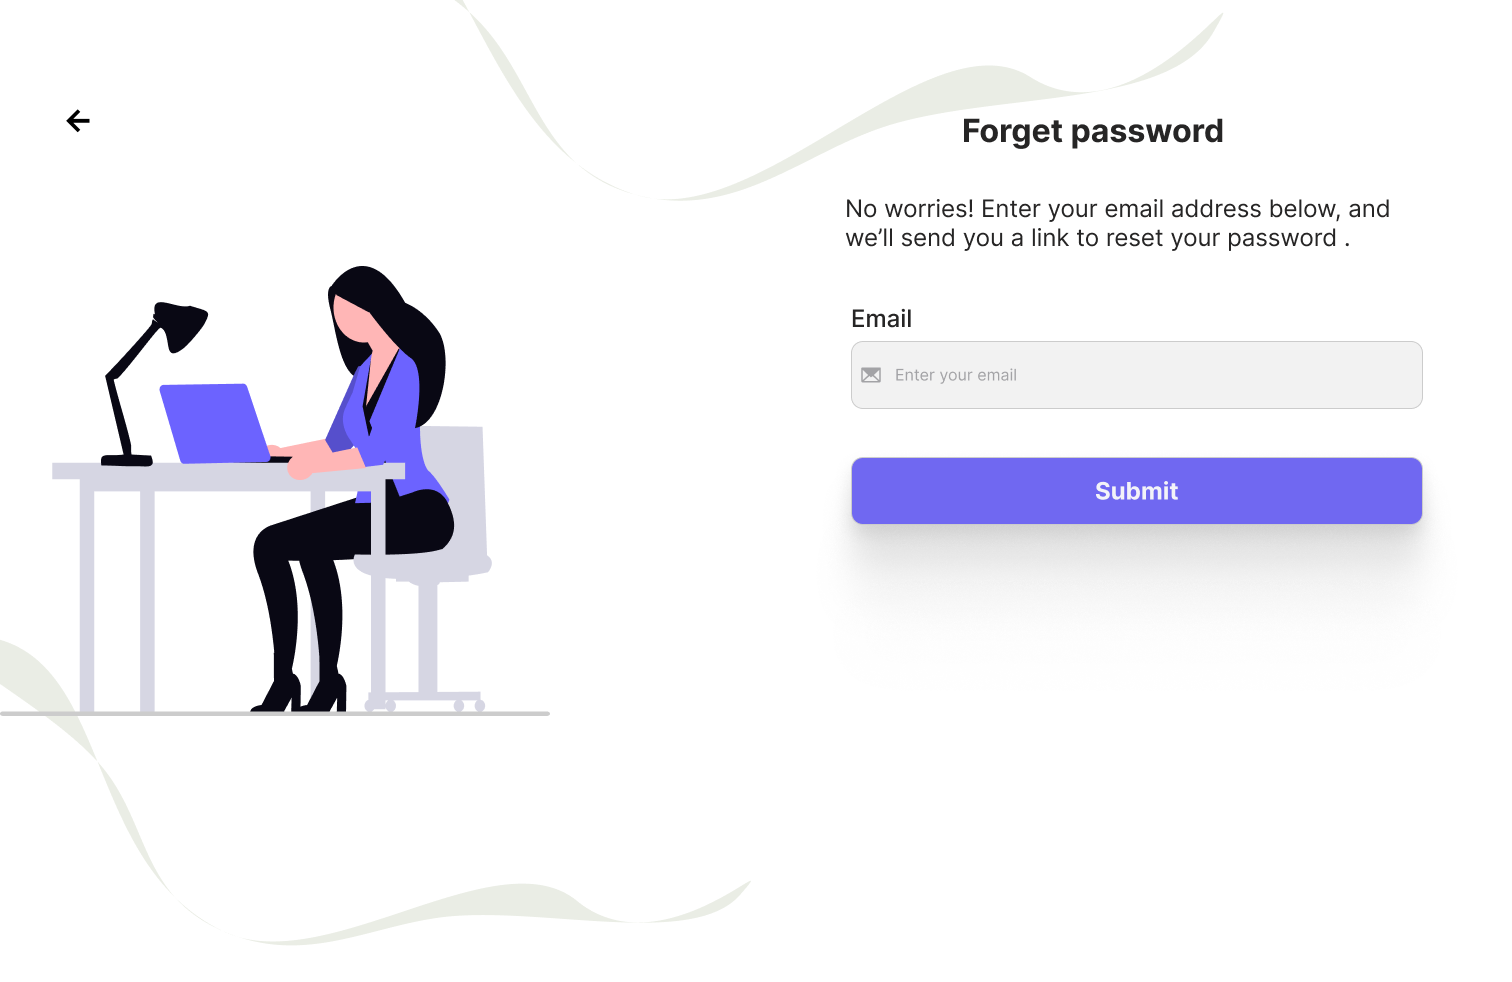 Forget password
No worries! Enter your email address below, and
we’ll send you a link to reset your password .
Email
Enter your email
Submit